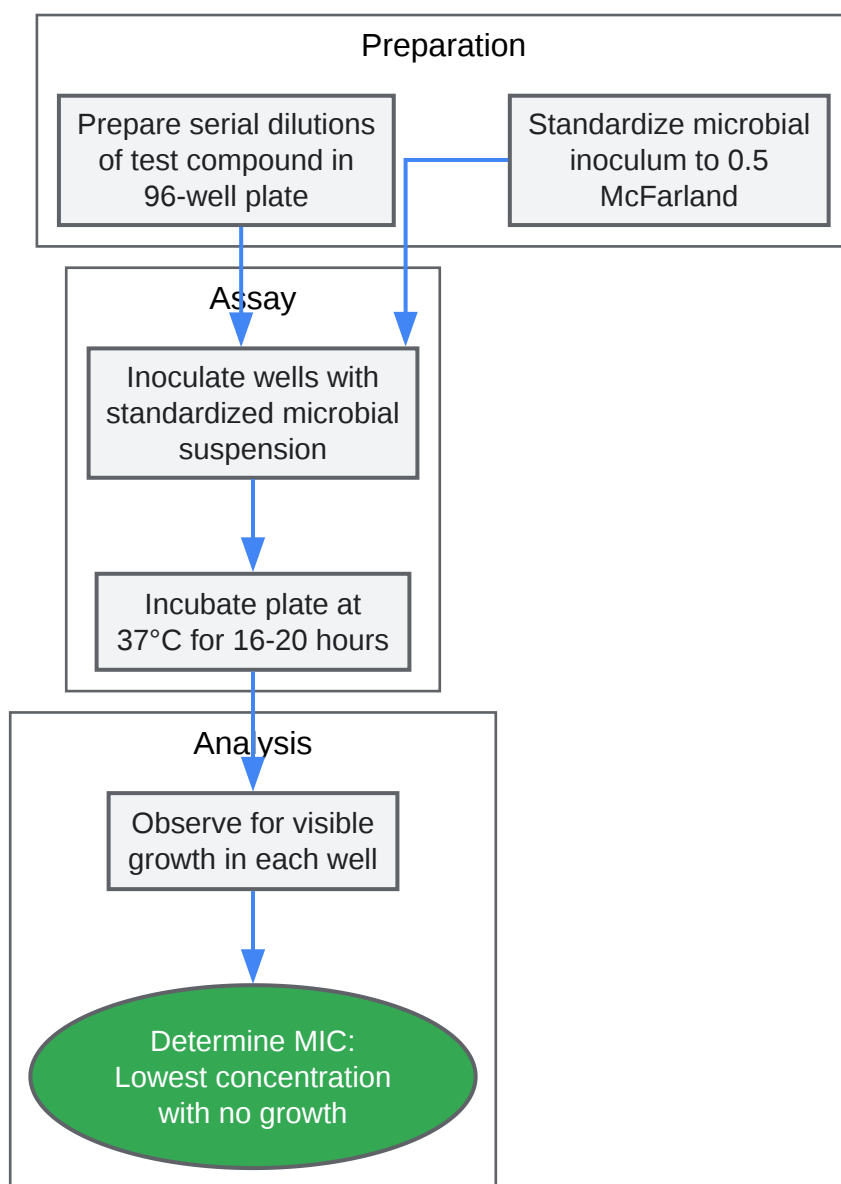 Preparation
Prepare serial dilutions
of test compound in
96-well plate
Standardize microbial
inoculum to 0.5
McFarland
Assay
Inoculate wells with
standardized microbial
suspension
Incubate plate at
37°C for 16-20 hours
Analysis
Observe for visible
growth in each well
Determine MIC:
Lowest concentration
with no growth